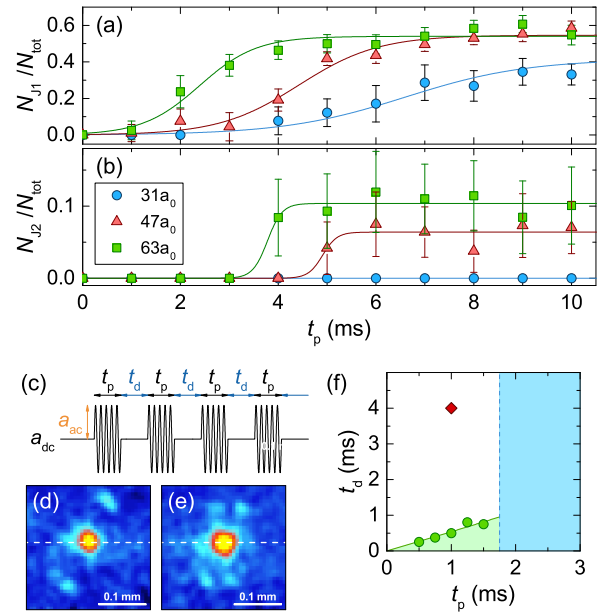 (a)
N_J1/N_tot
0.6
0.4
0.2
0.0
(b)
N_J2/N_tot
0.1
0.0
31a₀
47a₀
63a₀
0 2 4 6 8 10
t_p (ms)
(c)
t_p t_d t_p t_d t_p t_d t_p
a_ac
a_dc
(d)
0.1 mm
(e)
0.1 mm
(f)
t_d (ms)
5
4
3
2
1
0
0 1 2 3
t_p (ms)